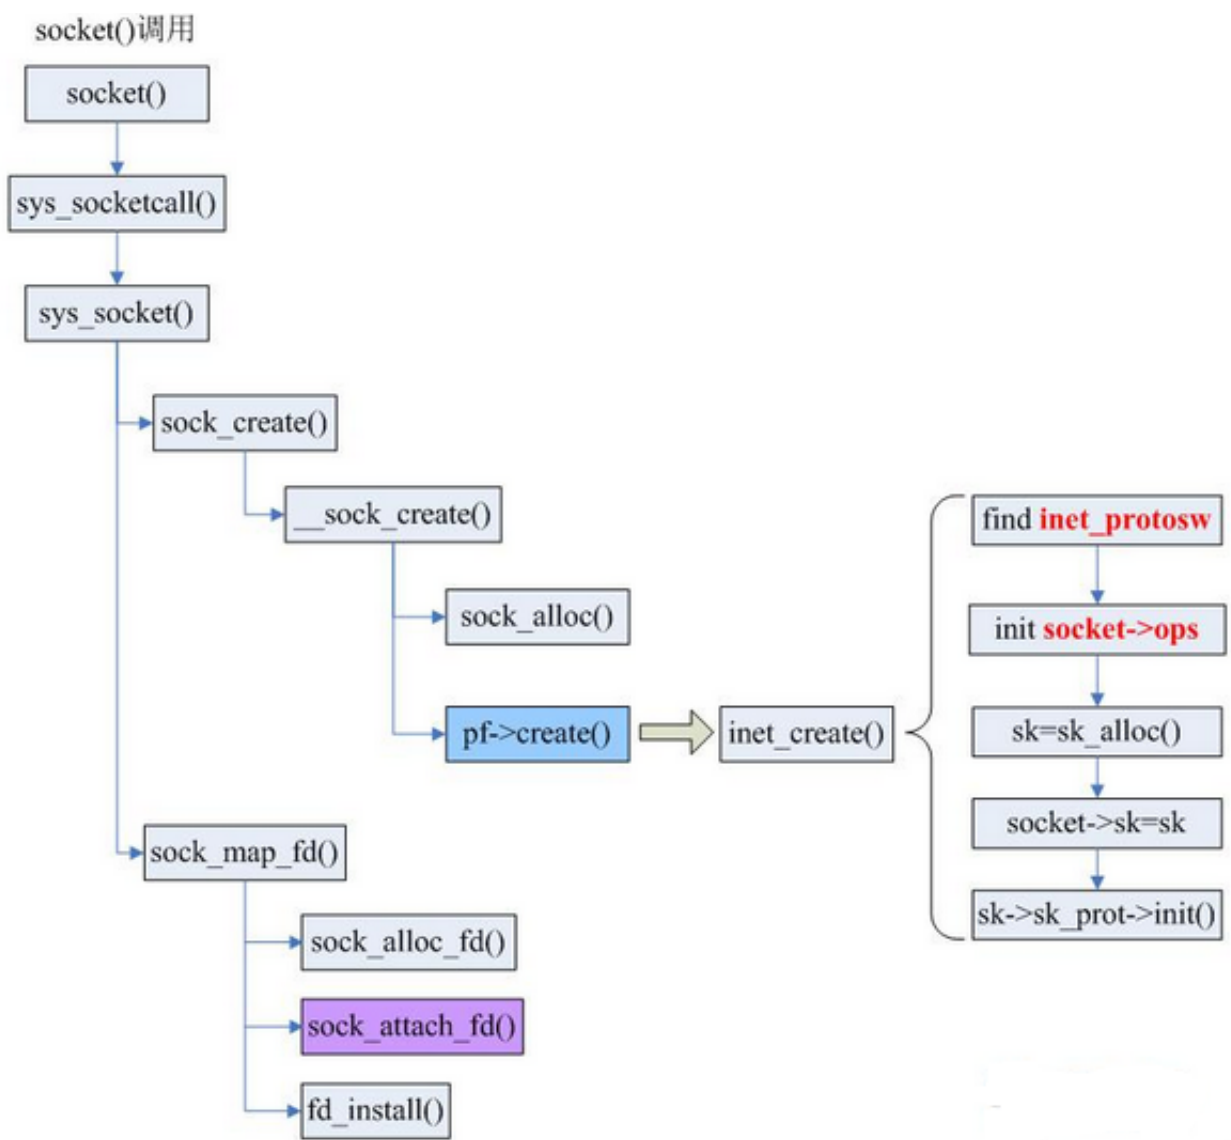 socket()调用
socket()
sys_socketcall()
sys_socket()
sock_create()
__sock_create()
sock_alloc()
pf->create()
inet_create()
find inet_protosw
init socket->ops
sk=sk_alloc()
socket->sk=sk
sk->sk_prot->init()
sock_map_fd()
sock_alloc_fd()
sock_attach_fd()
fd_install()